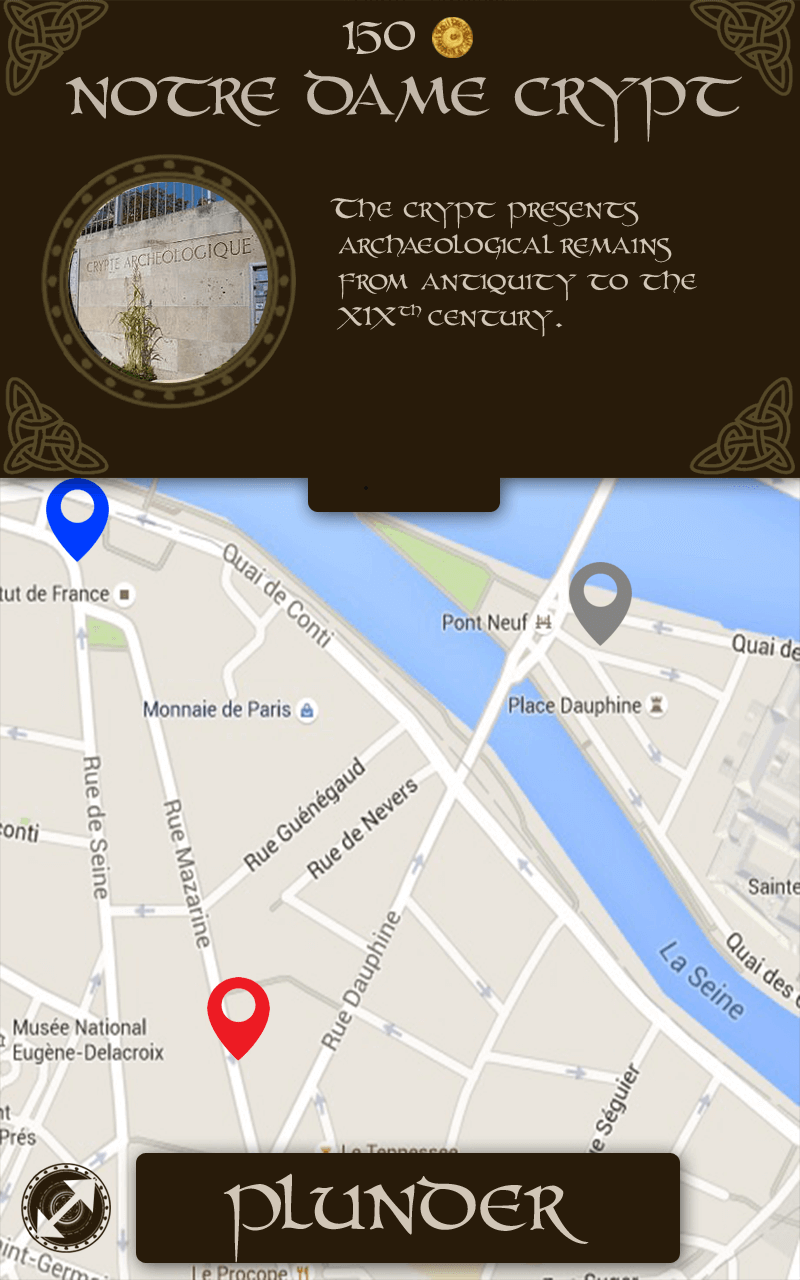 150
NOTRE DAME CRYPT
CRYPTE ARCHEOLOGIQUE
The crypt presents
archaeological remains
from antiquity to the
XIXth century.
tut de France
Quai de Conti
Pont Neuf
Quai de
Monnaie de Paris
Place Dauphine
Rue de Seine
Rue Guénégaud
Rue de Nevers
Rue Mazarine
conti
Sainte
Rue Dauphine
La Seine
Quai des
Musée National
Eugène-Delacroix
e Séguier
nt
Prés
Le Tennessee
PLUNDER
int-Germ
Le Procope